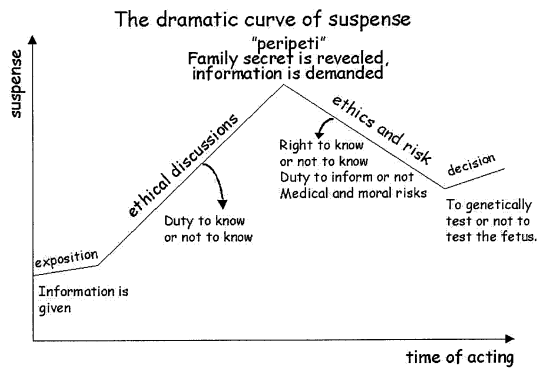 The dramatic curve of suspense
"peripeti"
Family secret is revealed,
information is demanded
suspense
ethical discussions
ethics and risk
Right to know
or not to know
Duty to inform or not
Medical and moral risks
decision
Duty to know
or not to know
To genetically
test or not to
test the fetus.
exposition
Information is
given
time of acting